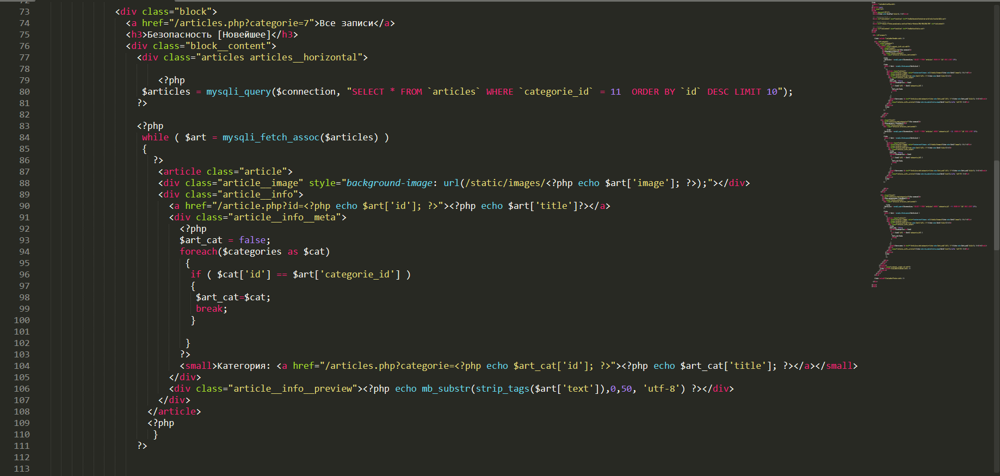 73 <div class="block">
74 <a href="/articles.php?categorie=7">Все записи</a>
75 <h3>Безопасность [Новейшее]</h3>
76 <div class="block__content">
77 <div class="articles articles__horizontal">
78
79 <?php
80 $articles = mysqli_query($connection, "SELECT * FROM `articles` WHERE `categorie_id` = 11  ORDER BY `id` DESC LIMIT 10");
81 ?>
82
83 <?php
84 while ( $art = mysqli_fetch_assoc($articles) )
85 {
86 ?>
87 <article class="article">
88 <div class="article__image" style="background-image: url(/static/images/<?php echo $art['image']; ?>);"></div>
89 <div class="article__info">
90 <a href="/article.php?id=<?php echo $art['id']; ?>"><?php echo $art['title']?></a>
91 <div class="article__info__meta">
92 <?php
93 $art_cat = false;
94 foreach($categories as $cat)
95 {
96 if ( $cat['id'] == $art['categorie_id'] )
97 {
98 $art_cat=$cat;
99 break;
100 }
101
102 }
103 ?>
104 <small>Категория: <a href="/articles.php?categorie=<?php echo $art_cat['id']; ?>"><?php echo $art_cat['title']; ?></a></small>
105 </div>
106 <div class="article__info__preview"><?php echo mb_substr(strip_tags($art['text']),0,50, 'utf-8') ?></div>
107 </div>
108 </article>
109 <?php
110 }
111 ?>
112
113